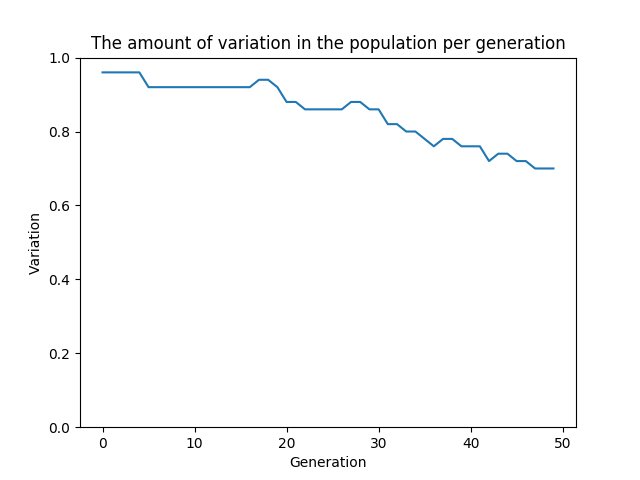 The amount of variation in the population per generation
1.0
0.8
0.6
0.4
0.2
0.0
Variation
0 10 20 30 40 50
Generation